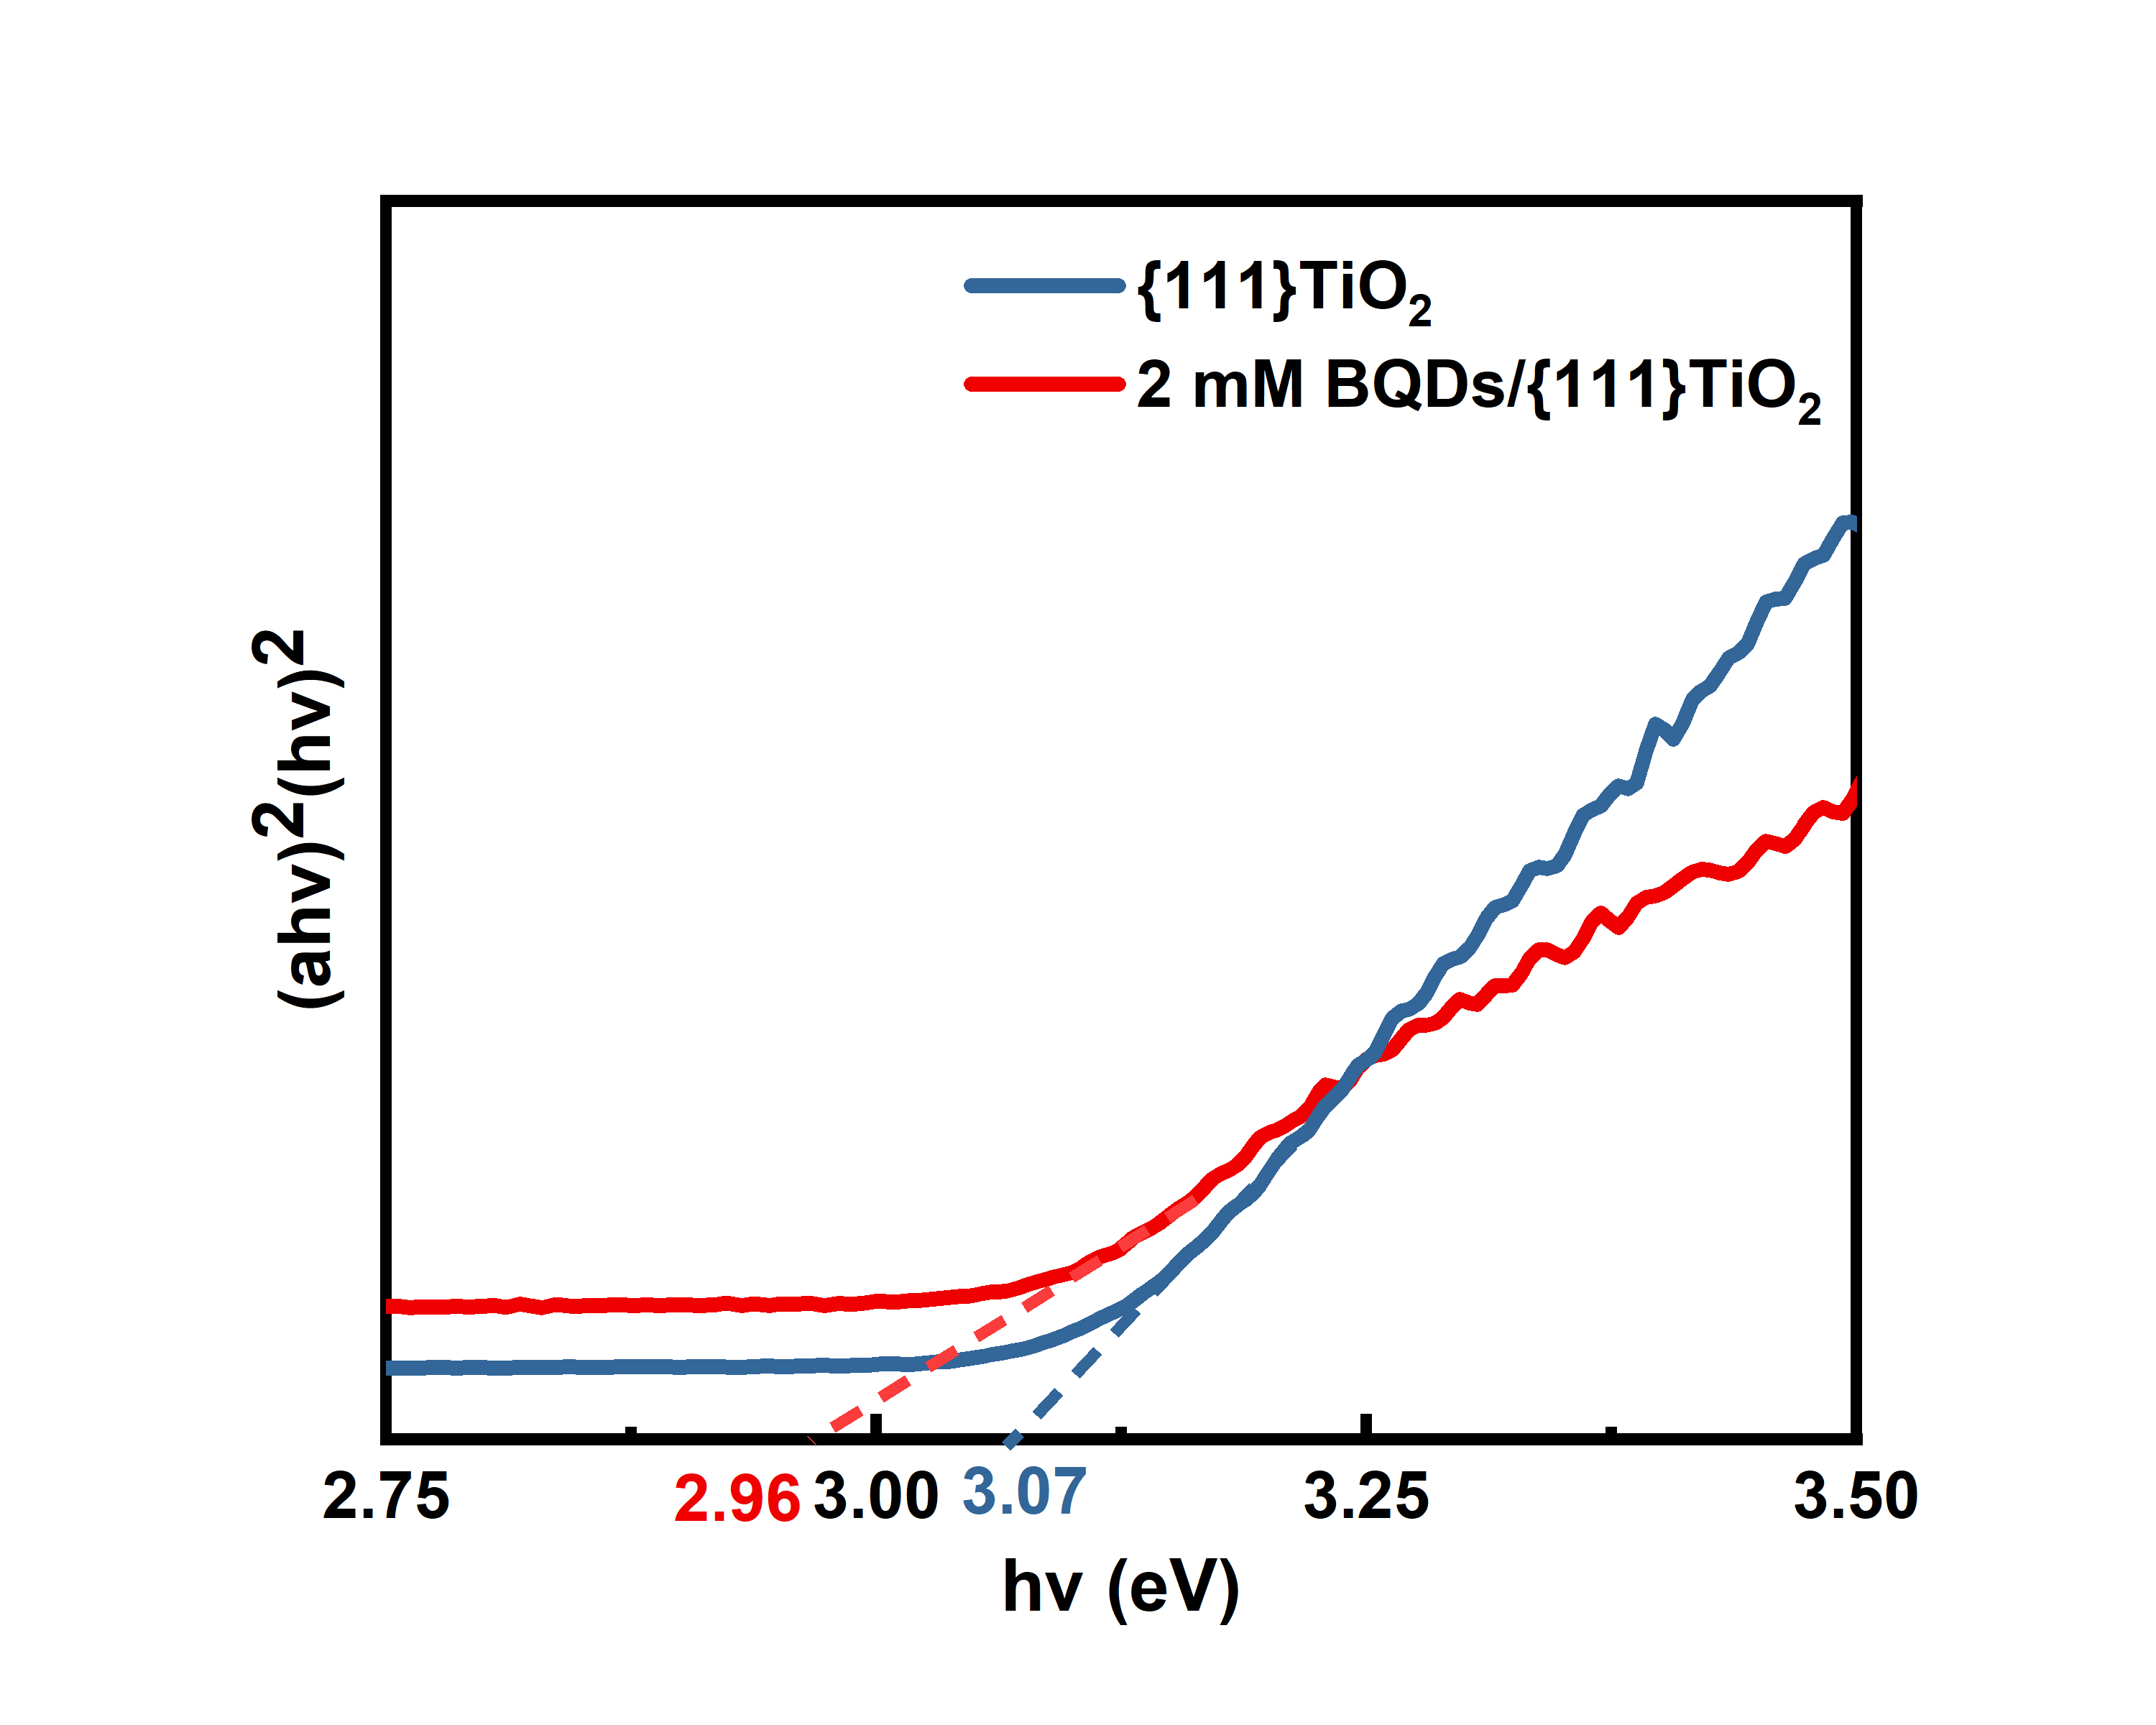 {111}TiO₂
2 mM BQDs/{111}TiO₂
(ahv)²(hv)²
2.75 2.96 3.00 3.07 3.25 3.50
hv (eV)